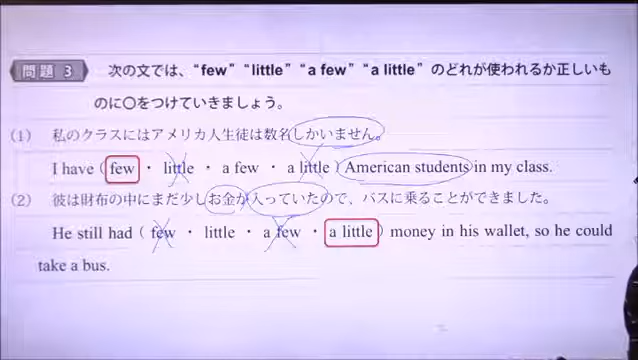 問題 3 次の文では、“few” “little” “a few” “a little” のどれが使われるか正しいも
のに○をつけていきましょう。
(1) 私のクラスにはアメリカ人生徒は数名しかいません。
I have ( few ・ little ・ a few ・ a little ) American students in my class.
(2) 彼は財布の中にまだ少しお金が入っていたので、バスに乗ることができました。
He still had ( few ・ little ・ a few ・ a little ) money in his wallet, so he could
take a bus.